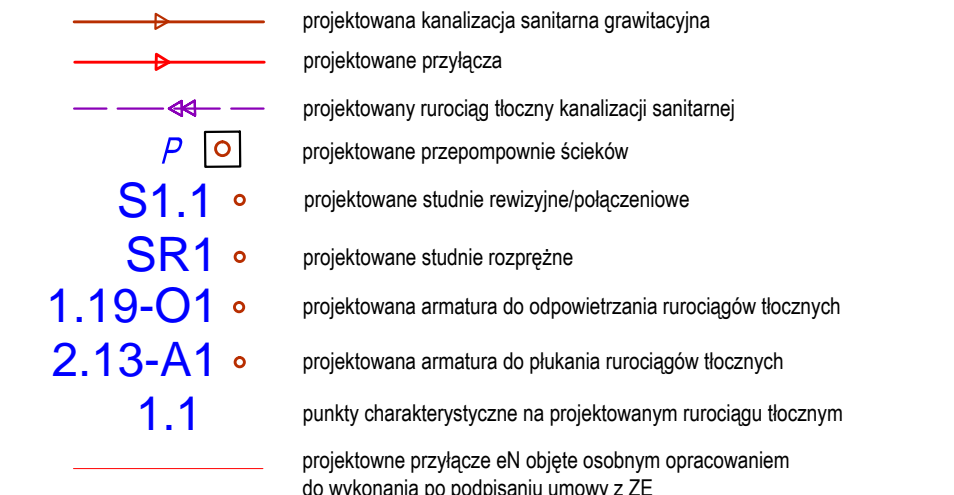 projektowana kanalizacja sanitarna grawitacyjna
projektowane przyłącza
projektowany rurociąg tłoczny kanalizacji sanitarnej
P projektowane przepompownie ścieków
S1.1 projektowane studnie rewizyjne/połączeniowe
SR1 projektowane studnie rozprężne
1.19-O1 projektowana armatura do odpowietrzania rurociągów tłocznych
2.13-A1 projektowana armatura do płukania rurociągów tłocznych
1.1 punkty charakterystyczne na projektowanym rurociągu tłocznym
projektowne przyłącze eN objęte osobnym opracowaniem
do wykonania po podpisaniu umowy z ZE